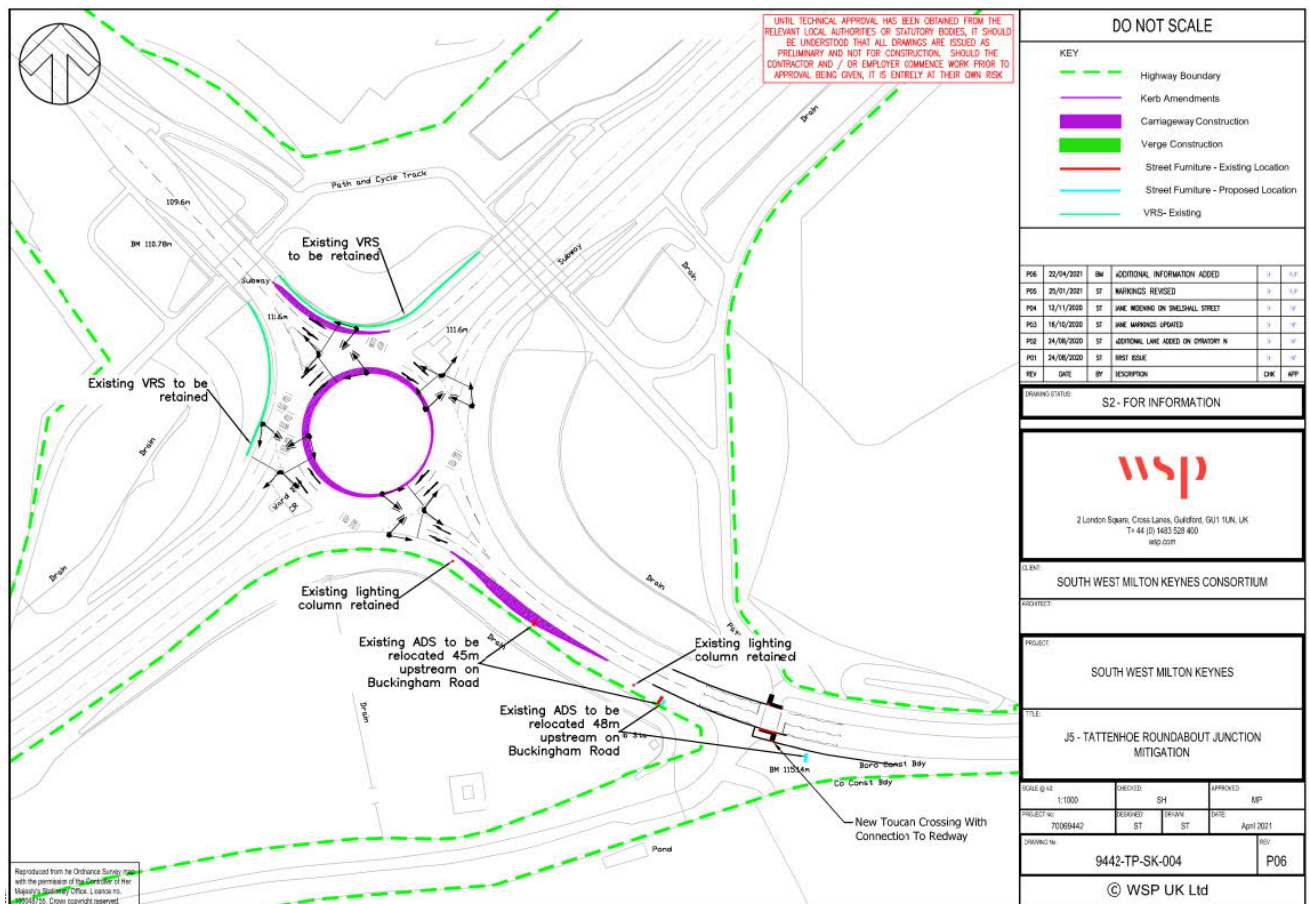 UNTIL TECHNICAL APPROVAL HAS BEEN OBTAINED FROM THE
RELEVANT LOCAL AUTHORITIES OR STATUTORY BODIES, IT SHOULD
BE UNDERSTOOD THAT ALL DRAWINGS ARE ISSUED AS
PRELIMINARY AND NOT FOR CONSTRUCTION. SHOULD THE
CONTRACTOR AND / OR EMPLOYER COMMENCE WORK PRIOR TO
APPROVAL BEING GIVEN, IT IS ENTIRELY AT THEIR OWN RISK
Drain
Path and Cycle Track
109.6m
BM 110.78m
Existing VRS
to be retained
Subway
Subway
Drain
111.6m
111.6m
Existing VRS to be
retained
Drain
Ward
CR
Drain
Existing lighting
column retained
Drain
Drain
Existing ADS to be
relocated 45m
upstream on
Buckingham Road
Existing lighting
column retained
Drain
Existing ADS to be
relocated 48m
upstream on
Buckingham Road
BM 115.14m
Boro Const Bdy
Co Const Bdy
New Toucan Crossing With
Connection To Redway
Pond
Reproduced from the Ordnance Survey map
with the permission of the Controller of Her
Majesty's Stationery Office, Licence no.
Crown copyright reserved.
DO NOT SCALE
KEY
Highway Boundary
Kerb Amendments
Carriageway Construction
Verge Construction
Street Furniture - Existing Location
Street Furniture - Proposed Location
VRS- Existing
P06 22/04/2021 BM ADDITIONAL INFORMATION ADDED
P05 25/01/2021 ST MARKINGS REVISED
P04 12/11/2020 ST LANE WIDENING ON SNELSHALL STREET
P03 16/10/2020 ST LANE MARKINGS UPDATED
P02 24/08/2020 ST ADDITIONAL LANE ADDED ON GYRATORY N
P01 24/08/2020 ST FIRST ISSUE
REV DATE BY DESCRIPTION CHK APP
DRAWING STATUS:
S2 - FOR INFORMATION
wsp
2 London Square, Cross Lanes, Guildford, GU1 1UN, UK
T+ 44 (0) 1483 528 400
wsp.com
CLIENT:
SOUTH WEST MILTON KEYNES CONSORTIUM
ARCHITECT:
PROJECT:
SOUTH WEST MILTON KEYNES
TITLE:
J5 - TATTENHOE ROUNDABOUT JUNCTION
MITIGATION
SCALE @ A3: CHECKED: APPROVED:
1:1000 SH MP
PROJECT No: DESIGNED: DRAWN: DATE:
70069442 ST ST April 2021
DRAWING No: REV:
9442-TP-SK-004 P06
© WSP UK Ltd